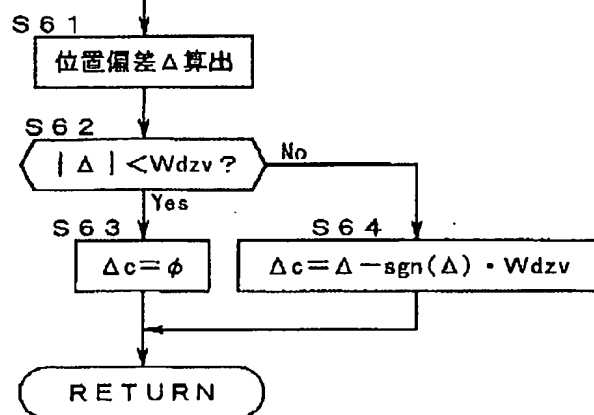 S61
位置偏差Δ算出
S62
|Δ|<Wdzv?
No
Yes
S63
S64
Δc=φ
Δc=Δ-sgn(Δ)・Wdzv
RETURN